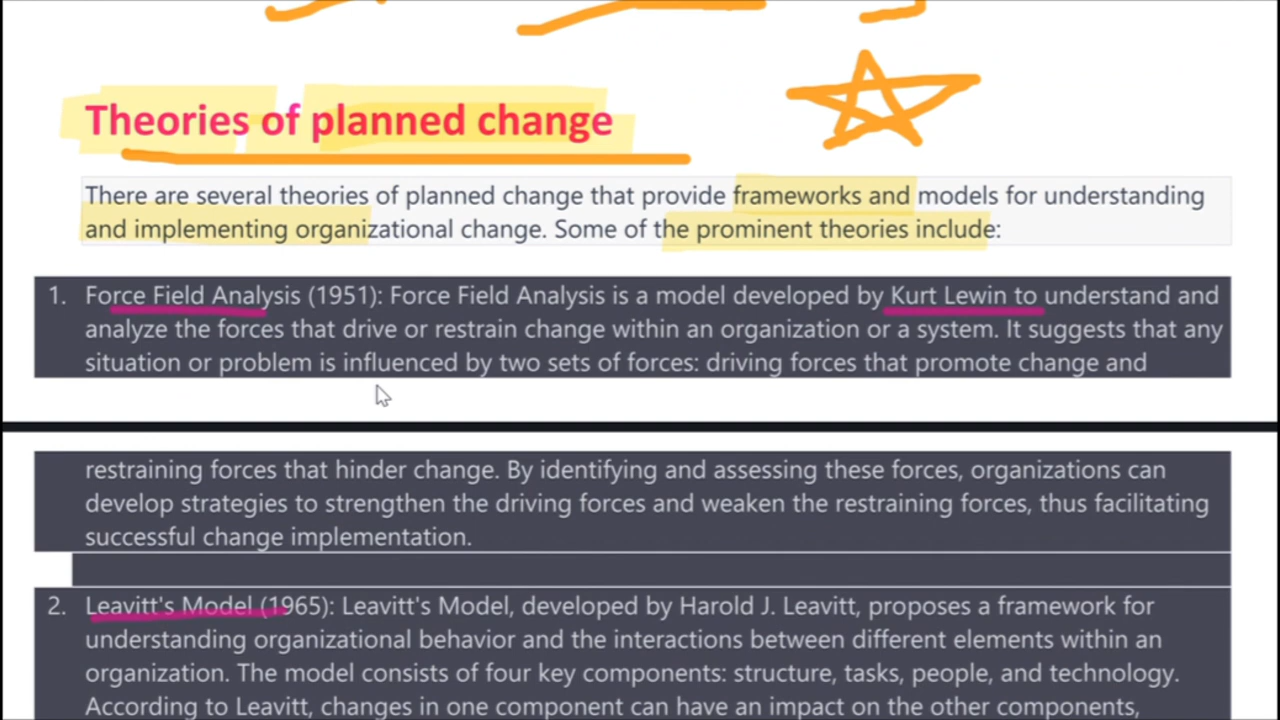 Theories of planned change
There are several theories of planned change that provide frameworks and models for understanding
and implementing organizational change. Some of the prominent theories include:
1. Force Field Analysis (1951): Force Field Analysis is a model developed by Kurt Lewin to understand and
analyze the forces that drive or restrain change within an organization or a system. It suggests that any
situation or problem is influenced by two sets of forces: driving forces that promote change and
restraining forces that hinder change. By identifying and assessing these forces, organizations can
develop strategies to strengthen the driving forces and weaken the restraining forces, thus facilitating
successful change implementation.
2. Leavitt's Model (1965): Leavitt's Model, developed by Harold J. Leavitt, proposes a framework for
understanding organizational behavior and the interactions between different elements within an
organization. The model consists of four key components: structure, tasks, people, and technology.
According to Leavitt, changes in one component can have an impact on the other components,